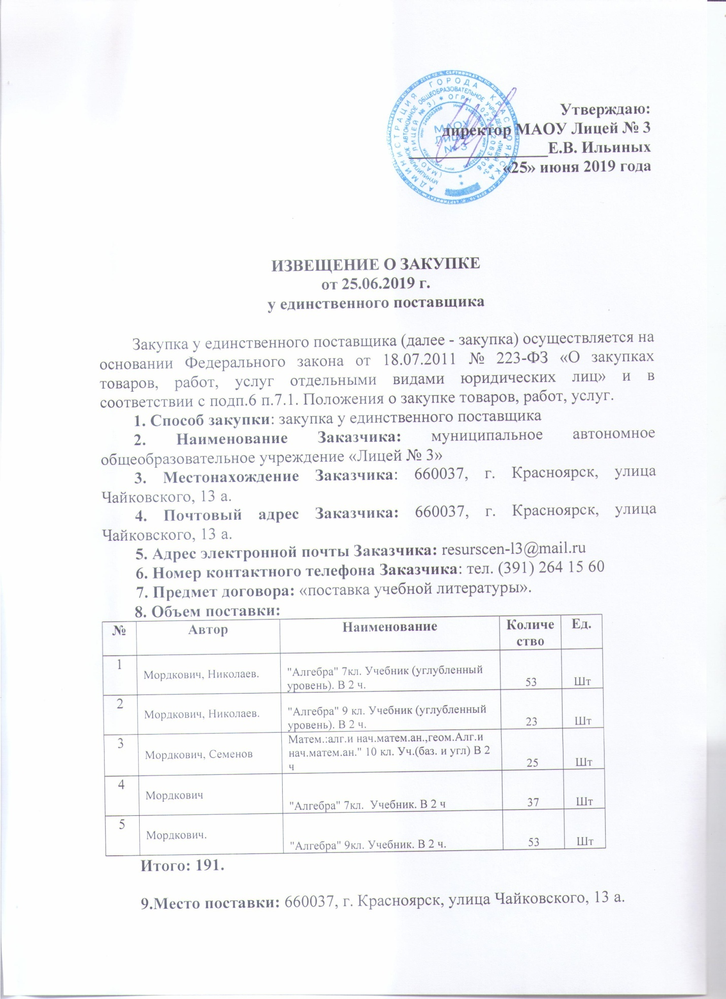 Утверждаю:
директор МАОУ Лицей № 3
Е.В. Ильиных
«25» июня 2019 года
АДМИНИСТРАЦИЯ ГОРОДА КРАСНОЯРСКА
МУНИЦИПАЛЬНОЕ АВТОНОМНОЕ ОБЩЕОБРАЗОВАТЕЛЬНОЕ УЧРЕЖДЕНИЕ «ЛИЦЕЙ № 3»
(МАОУ ЛИЦЕЙ № 3) * ОГРН
ИНН 2462023656
МАОУ
ЛИЦЕЙ
№ 3
ИЗВЕЩЕНИЕ О ЗАКУПКЕ
от 25.06.2019 г.
у единственного поставщика
Закупка у единственного поставщика (далее - закупка) осуществляется на
основании Федерального закона от 18.07.2011 № 223-ФЗ «О закупках
товаров, работ, услуг отдельными видами юридических лиц» и в
соответствии с подп.6 п.7.1. Положения о закупке товаров, работ, услуг.
1. Способ закупки: закупка у единственного поставщика
2. Наименование Заказчика: муниципальное автономное
общеобразовательное учреждение «Лицей № 3»
3. Местонахождение Заказчика: 660037, г. Красноярск, улица
Чайковского, 13 а.
4. Почтовый адрес Заказчика: 660037, г. Красноярск, улица
Чайковского, 13 а.
5. Адрес электронной почты Заказчика: resurscen-l3@mail.ru
6. Номер контактного телефона Заказчика: тел. (391) 264 15 60
7. Предмет договора: «поставка учебной литературы».
8. Объем поставки:
№ Автор Наименование Количе Ед.
ство
1 Мордкович, Николаев. "Алгебра" 7кл. Учебник (углубленный
уровень). В 2 ч. 53 Шт
2 Мордкович, Николаев. "Алгебра" 9 кл. Учебник (углубленный
уровень). В 2 ч. 23 Шт
3 Мордкович, Семенов Матем.:алг.и нач.матем.ан.,геом.Алг.и
нач.матем.ан." 10 кл. Уч.(баз. и угл) В 2
ч 25 Шт
4 Мордкович "Алгебра" 7кл. Учебник. В 2 ч 37 Шт
5 Мордкович. "Алгебра" 9кл. Учебник. В 2 ч. 53 Шт
Итого: 191.
9.Место поставки: 660037, г. Красноярск, улица Чайковского, 13 а.